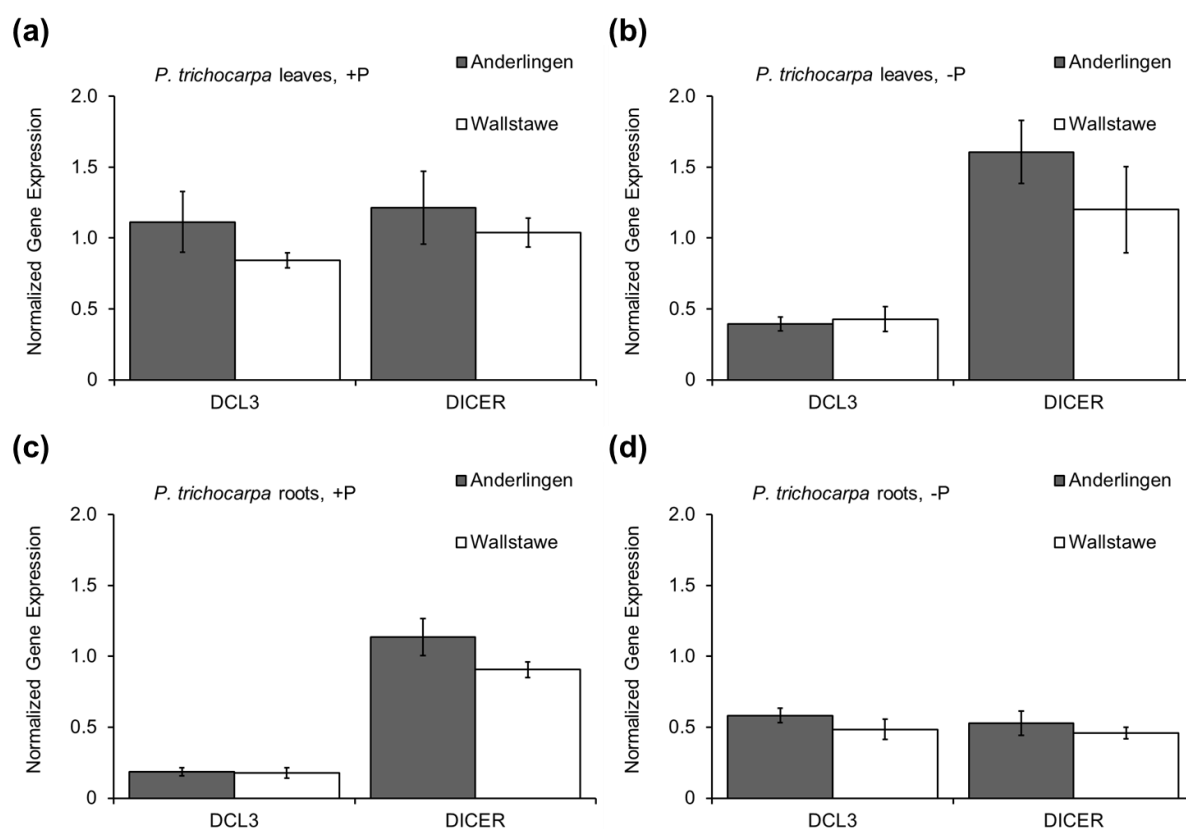 (a)
P. trichocarpa leaves, +P
Anderlingen
Wallstawe
Normalized Gene Expression
2.0
1.5
1.0
0.5
0
DCL3
DICER
(b)
P. trichocarpa leaves, -P
Anderlingen
Wallstawe
Normalized Gene Expression
2.0
1.5
1.0
0.5
0
DCL3
DICER
(c)
P. trichocarpa roots, +P
Anderlingen
Wallstawe
Normalized Gene Expression
2.0
1.5
1.0
0.5
0
DCL3
DICER
(d)
P. trichocarpa roots, -P
Anderlingen
Wallstawe
Normalized Gene Expression
2.0
1.5
1.0
0.5
0
DCL3
DICER